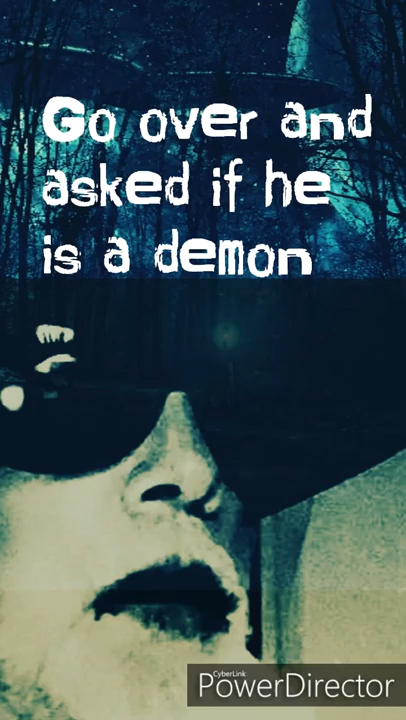 Go over and
asked if he
is a demon
CyberLink
PowerDirector